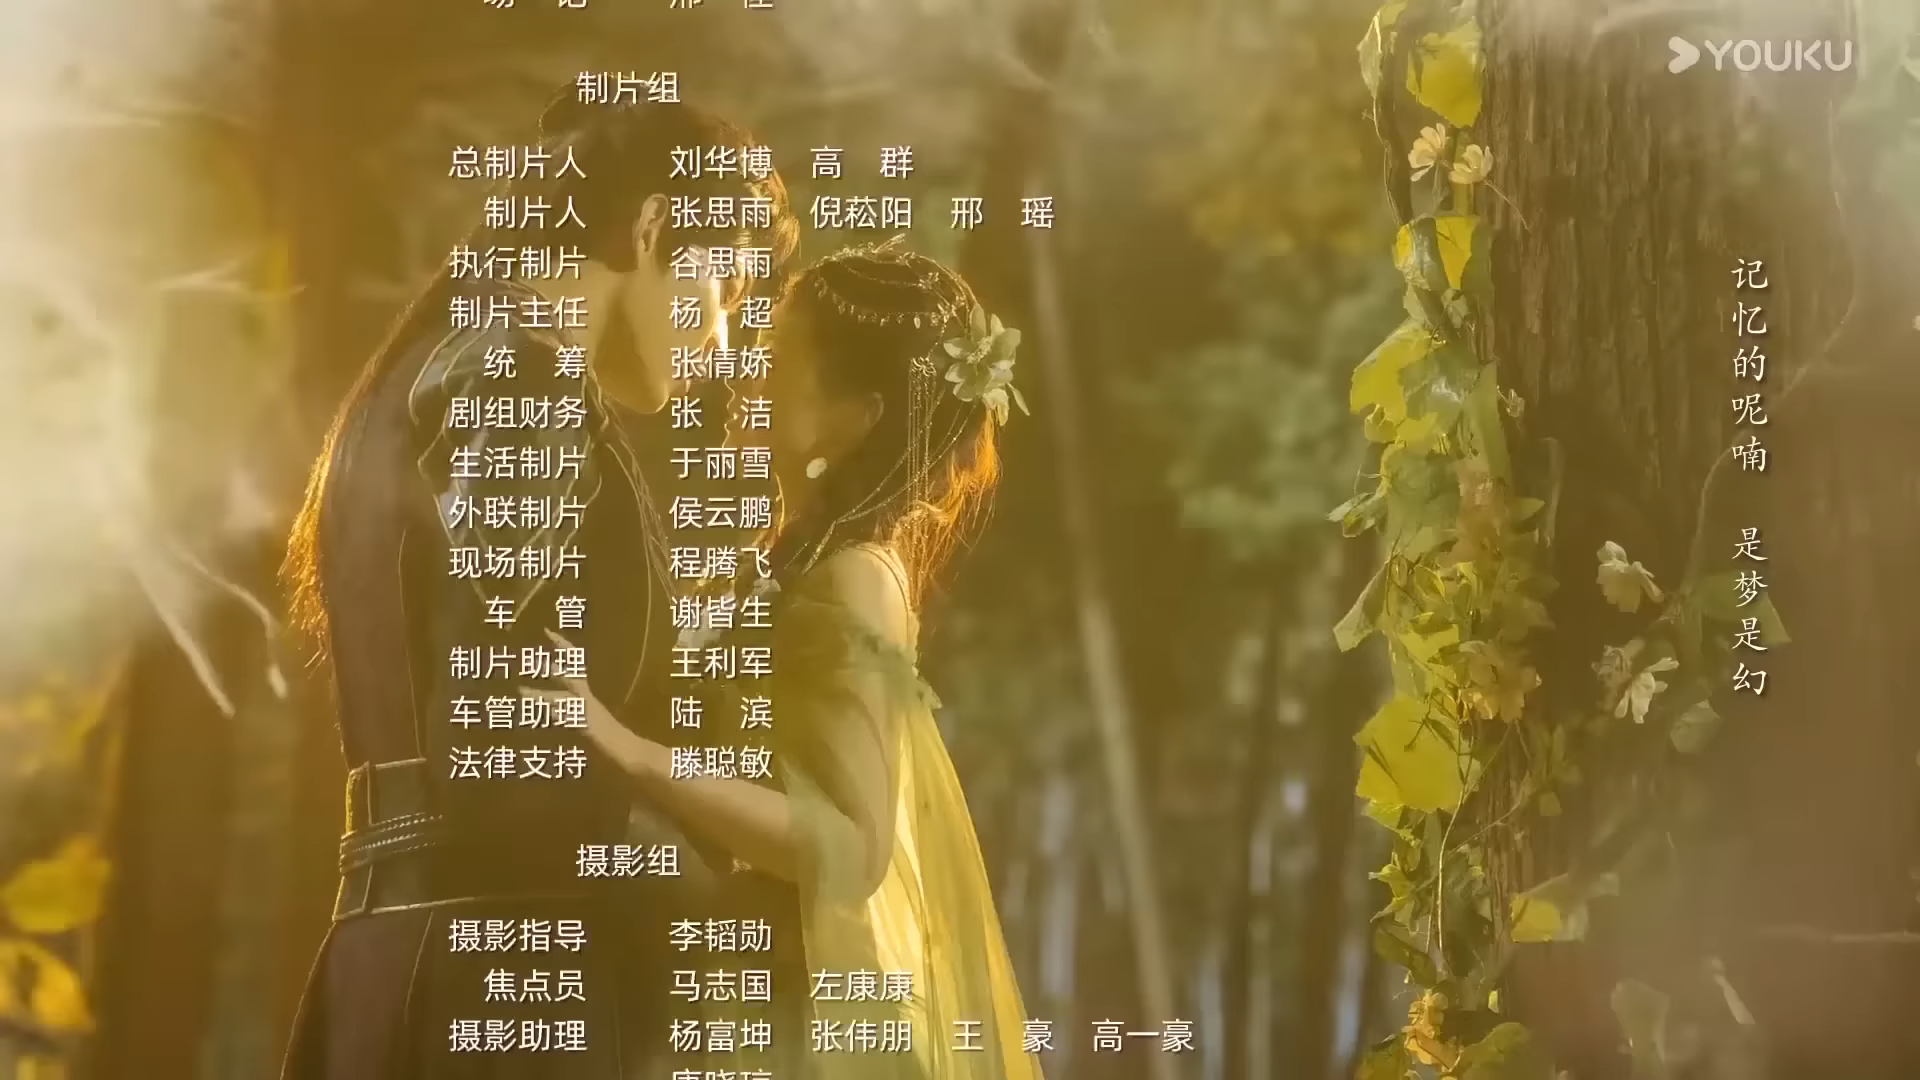 YOUKU
制片组
总制片人 刘华博 高 群
制片人 张思雨 倪菘阳 邢 瑶
执行制片 谷思雨
制片主任 杨 超
统 筹 张倩娇
剧组财务 张 洁
生活制片 于丽雪
外联制片 侯云鹏
现场制片 程腾飞
车 管 谢皆生
制片助理 王利军
车管助理 陆 滨
法律支持 滕聪敏
摄影组
摄影指导 李韬勋
焦点员 马志国 左康康
摄影助理 杨富坤 张伟朋 王 豪 高一豪
记忆的呢喃 是梦是幻